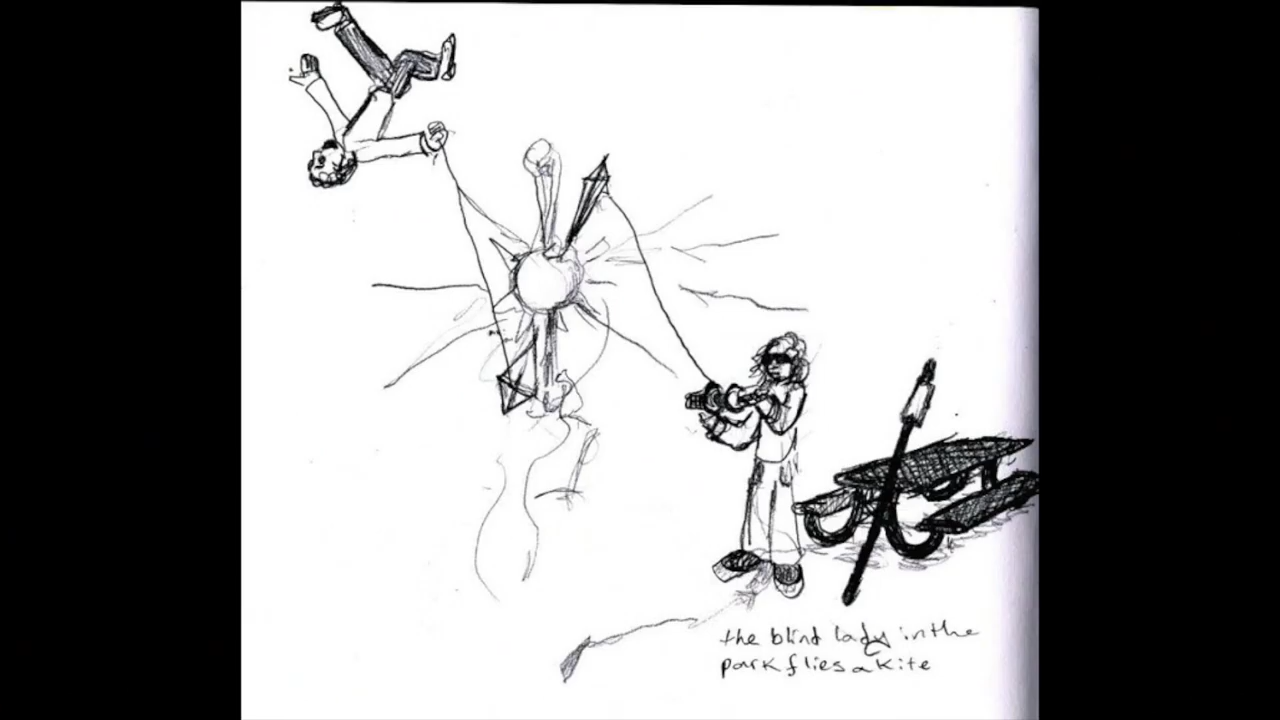 the blind lady in the
park flies a kite